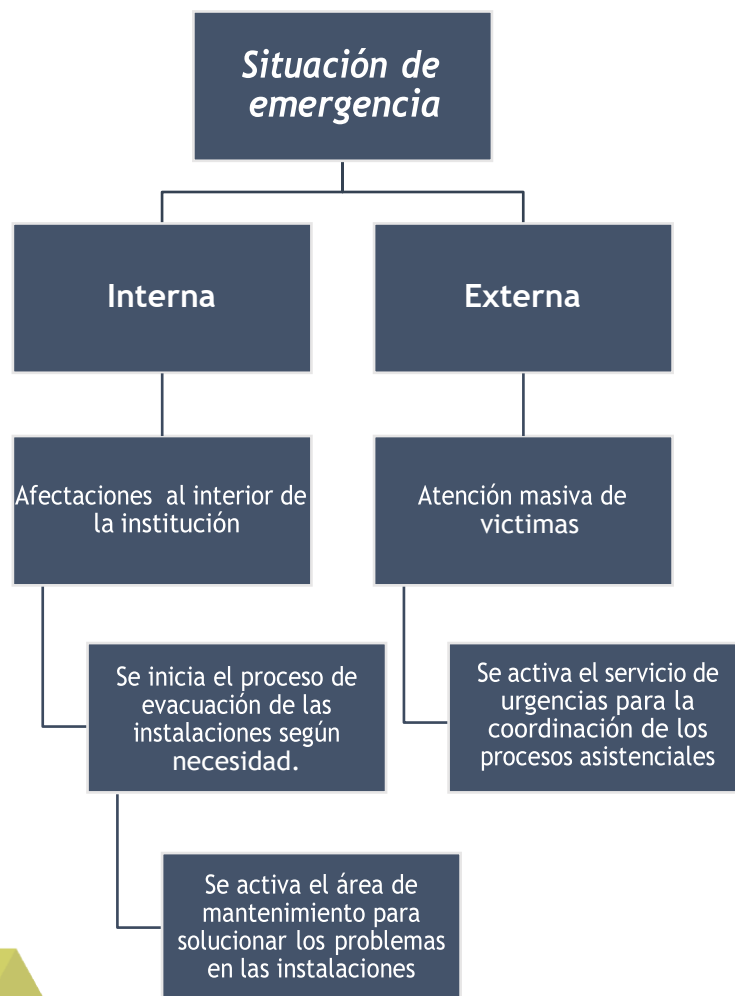 Situación de
emergencia
Interna
Externa
Afectaciones al interior de
la institución
Atención masiva de
victimas
Se inicia el proceso de
evacuación de las
instalaciones según
necesidad.
Se activa el servicio de
urgencias para la
coordinación de los
procesos asistenciales
Se activa el área de
mantenimiento para
solucionar los problemas
en las instalaciones